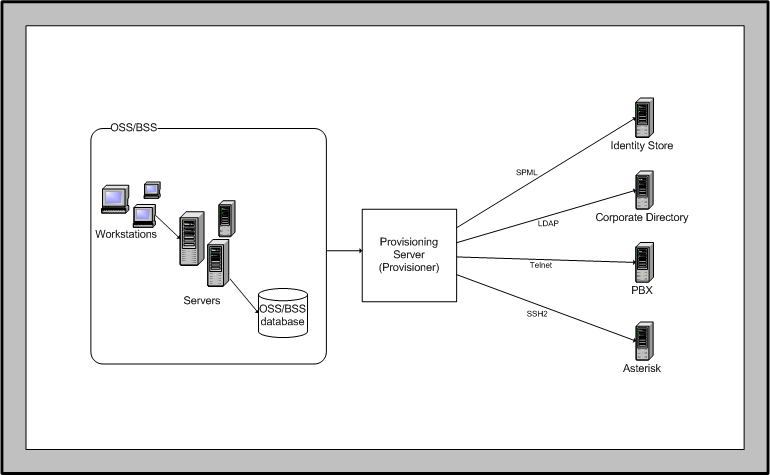 OSS/BSS
Workstations
Servers
OSS/BSS
database
Provisioning
Server
(Provisioner)
SPML
LDAP
Telnet
SSH2
Identity Store
Corporate Directory
PBX
Asterisk